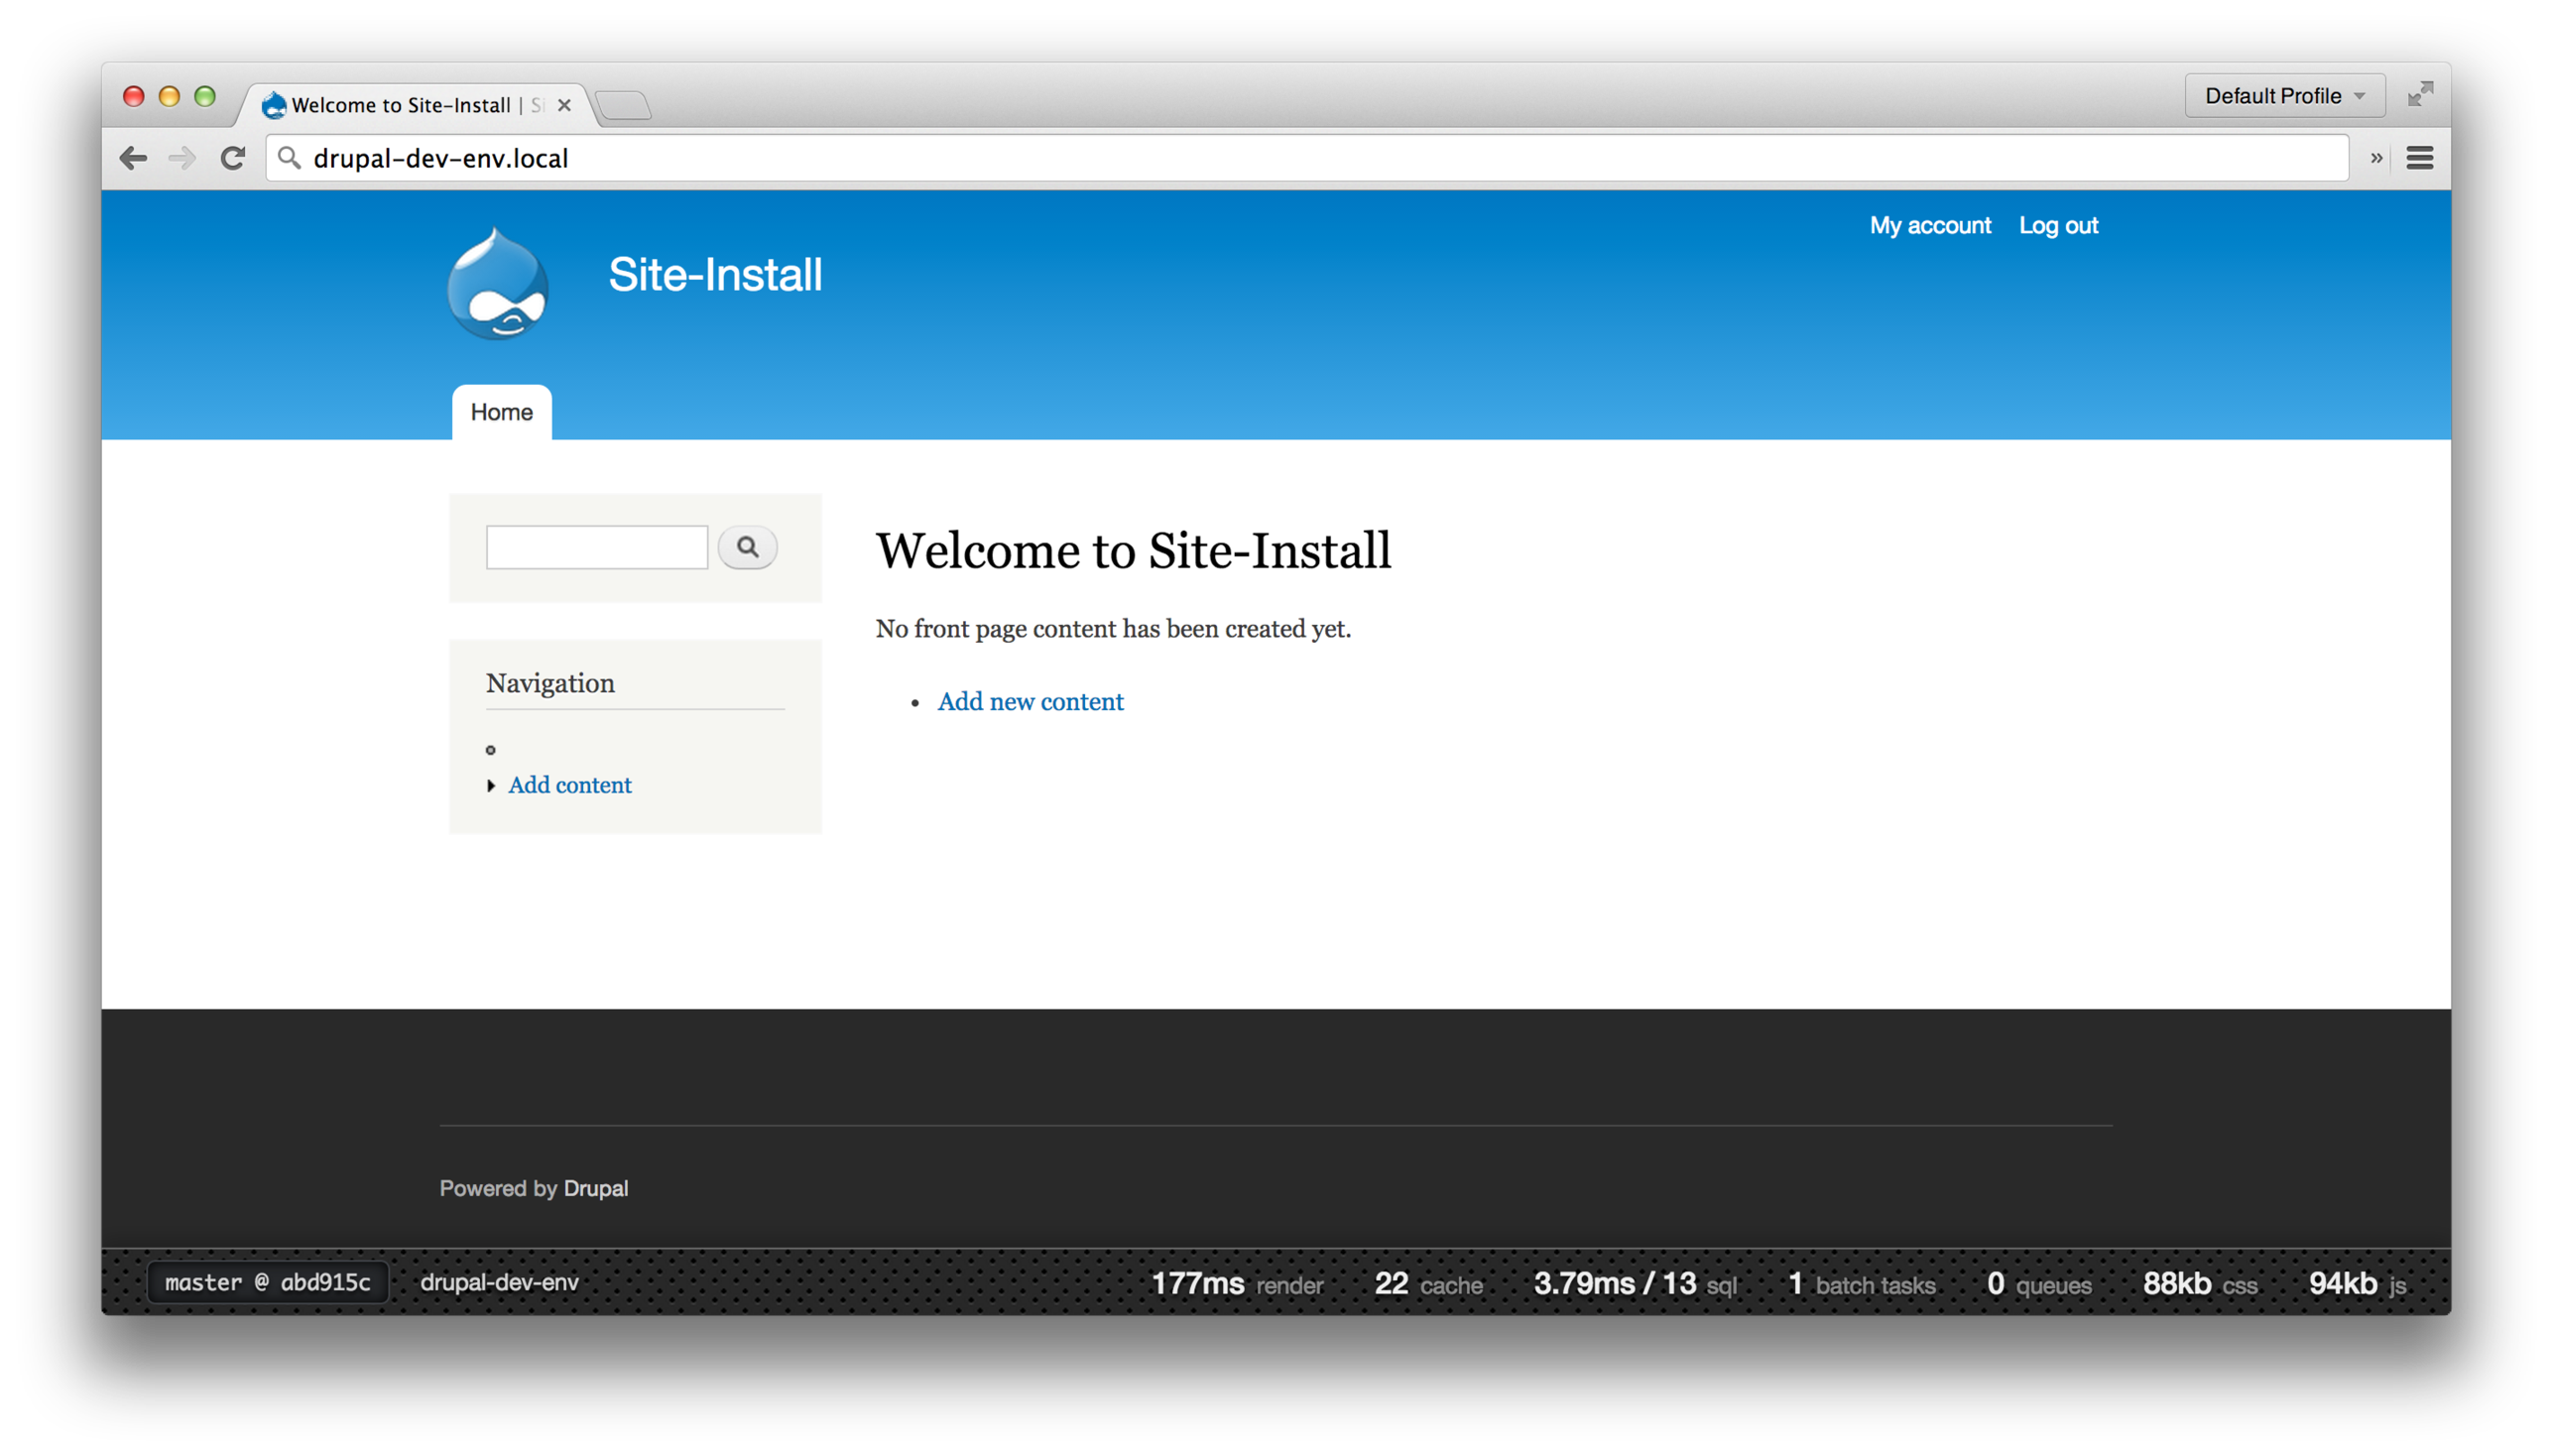 Welcome to Site-Install | Si
Default Profile
drupal-dev-env.local
»
My account Log out
Site-Install
Home
Welcome to Site-Install
No front page content has been created yet.
• Add new content
Navigation
Add content
Powered by Drupal
master @ abd915c drupal-dev-env 177ms render 22 cache 3.79ms / 13 sql 1 batch tasks 0 queues 88kb css 94kb js